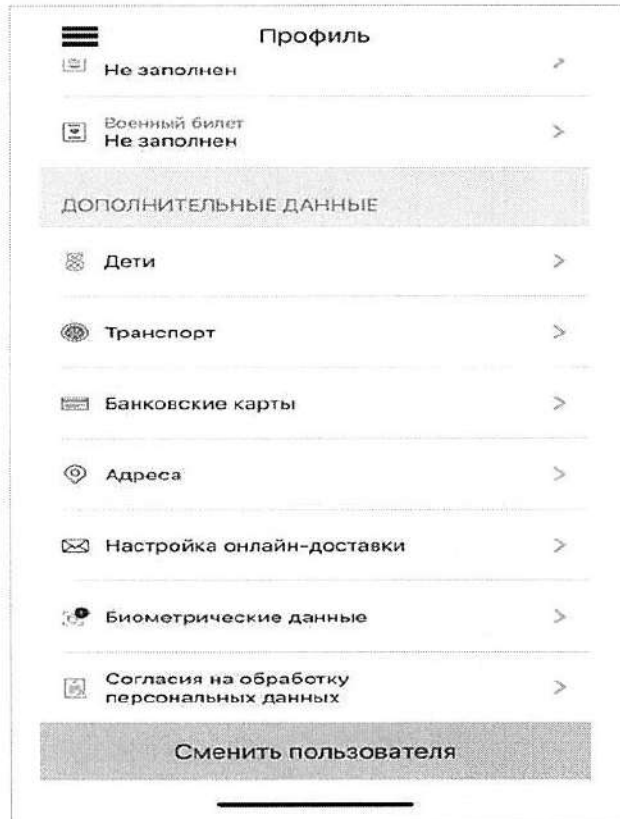 Профиль
Не заполнен
Военный билет
Не заполнен
ДОПОЛНИТЕЛЬНЫЕ ДАННЫЕ
Дети
Транспорт
Банковские карты
Адреса
Настройка онлайн-доставки
Биометрические данные
Согласия на обработку
персональных данных
Сменить пользователя